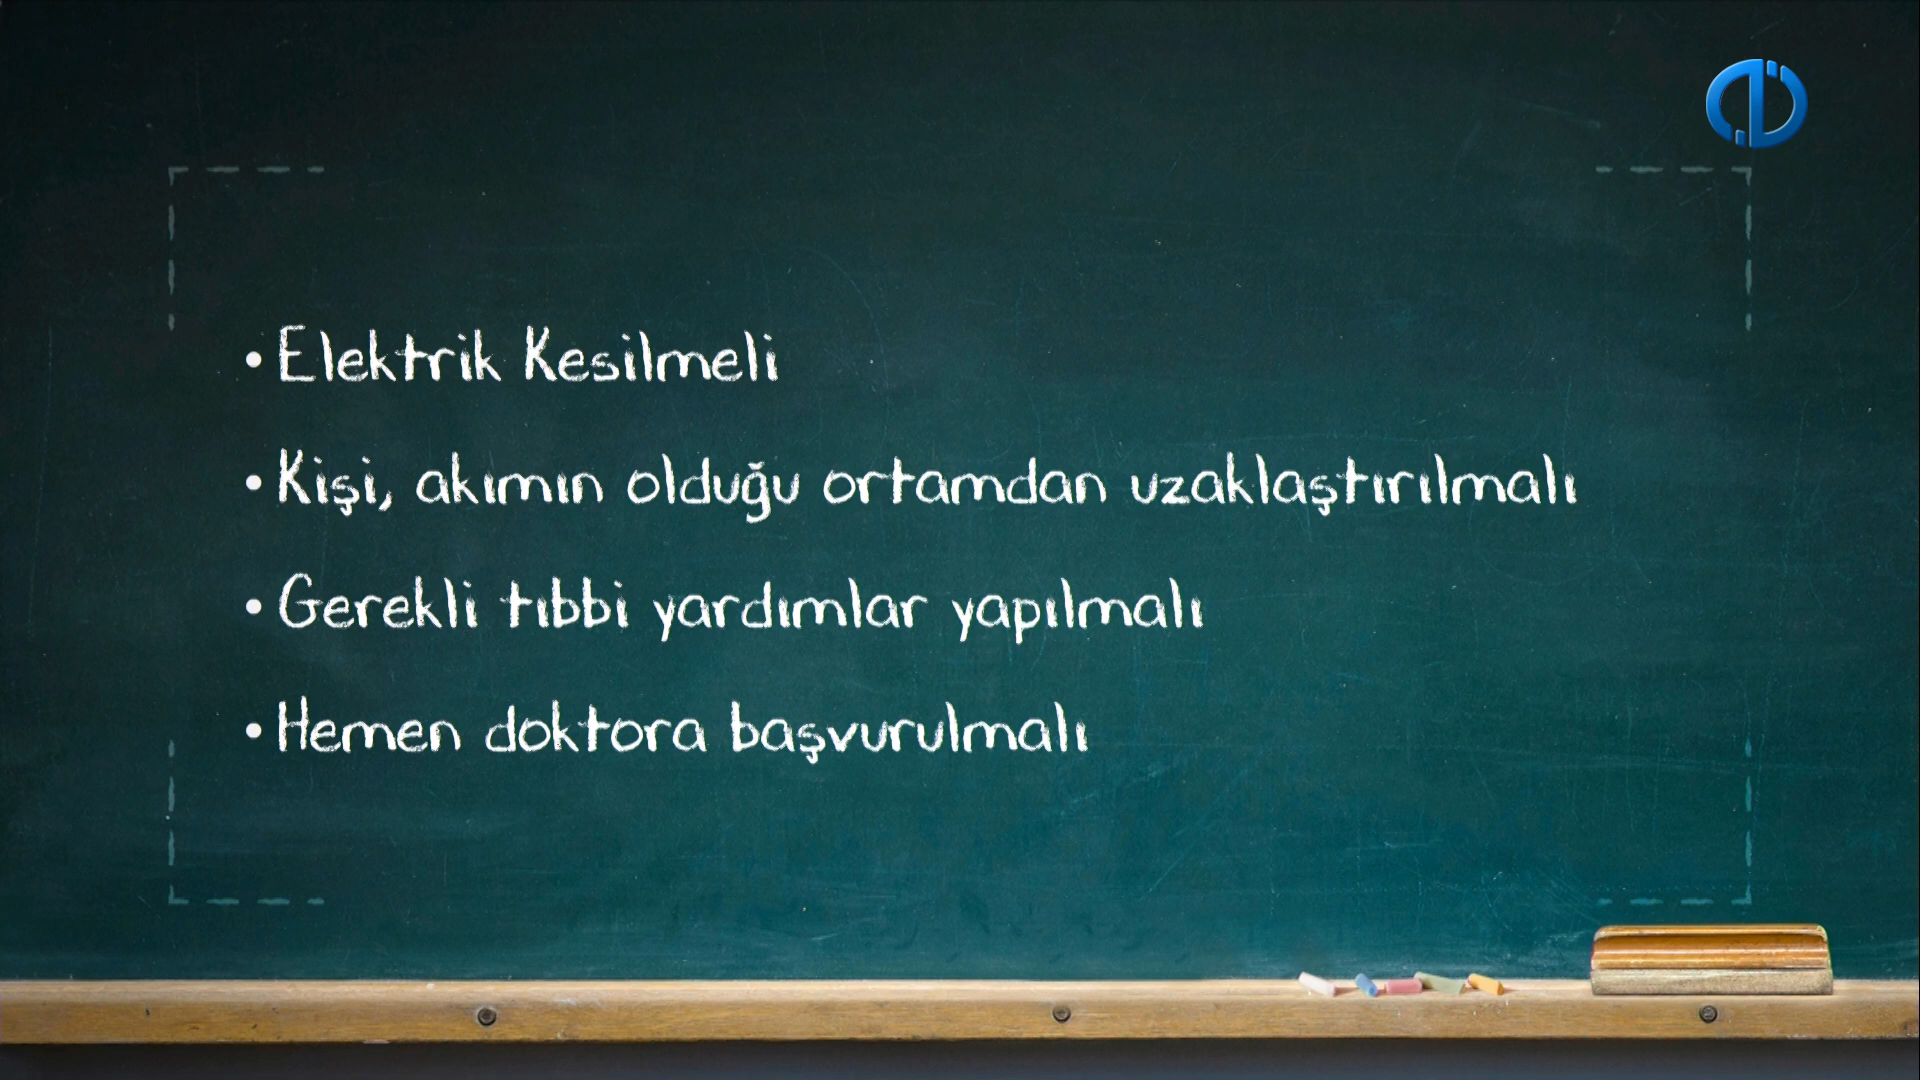 • Elektrik Kesilmeli
• Kişi, akımın olduğu ortamdan uzaklaştırılmalı
• Gerekli tıbbi yardımlar yapılmalı
• Hemen doktora başvurulmalı